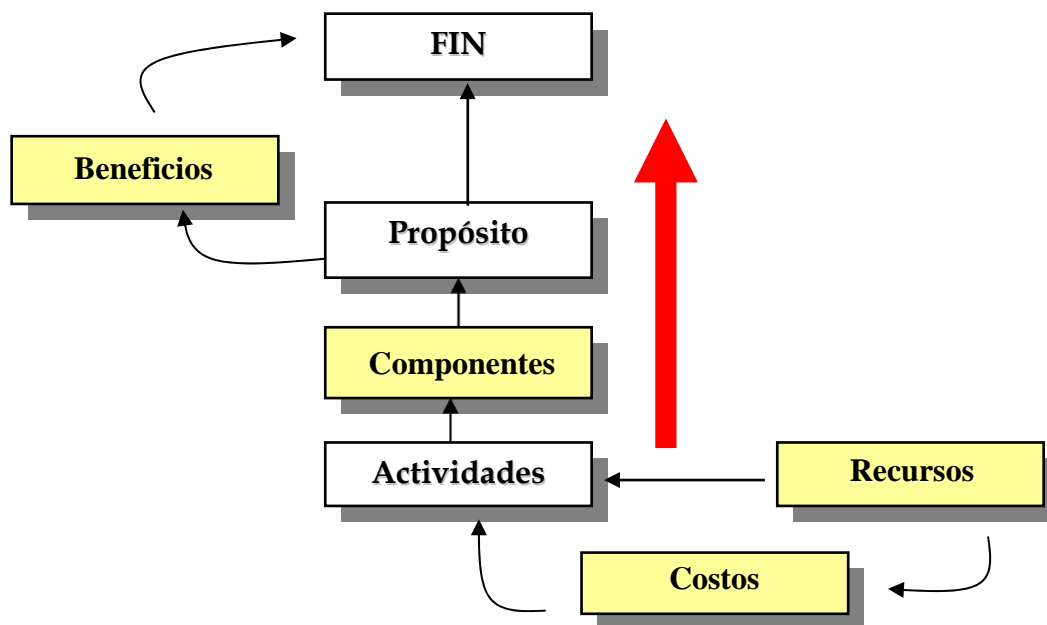 FIN
Beneficios
Propósito
Componentes
Actividades
Recursos
Costos